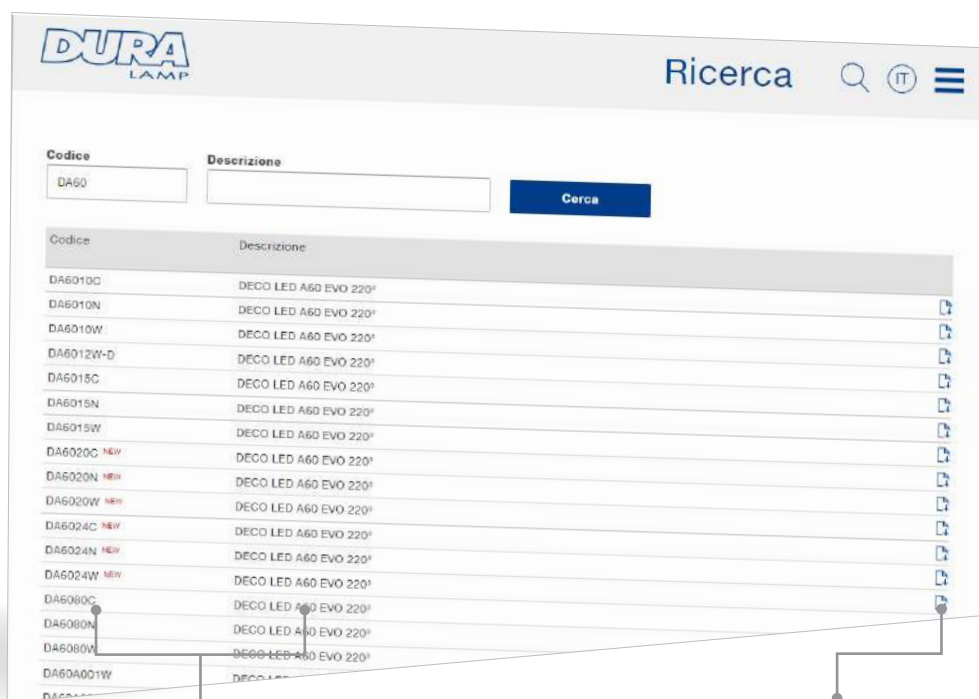 DURA
LAMP
Ricerca
IT
Codice
Descrizione
DA60
Cerca
Codice Descrizione
DA6010C DECO LED A60 EVO 220°
DA6010N DECO LED A60 EVO 220°
DA6010W DECO LED A60 EVO 220°
DA6012W-D DECO LED A60 EVO 220°
DA6015C DECO LED A60 EVO 220°
DA6015N DECO LED A60 EVO 220°
DA6015W DECO LED A60 EVO 220°
DA6020C NEW DECO LED A60 EVO 220°
DA6020N NEW DECO LED A60 EVO 220°
DA6020W NEW DECO LED A60 EVO 220°
DA6024C NEW DECO LED A60 EVO 220°
DA6024N NEW DECO LED A60 EVO 220°
DA6024W NEW DECO LED A60 EVO 220°
DA6080C DECO LED A60 EVO 220°
DA6080N DECO LED A60 EVO 220°
DA6080W DECO LED A60 EVO 220°
DA60A001W DECO